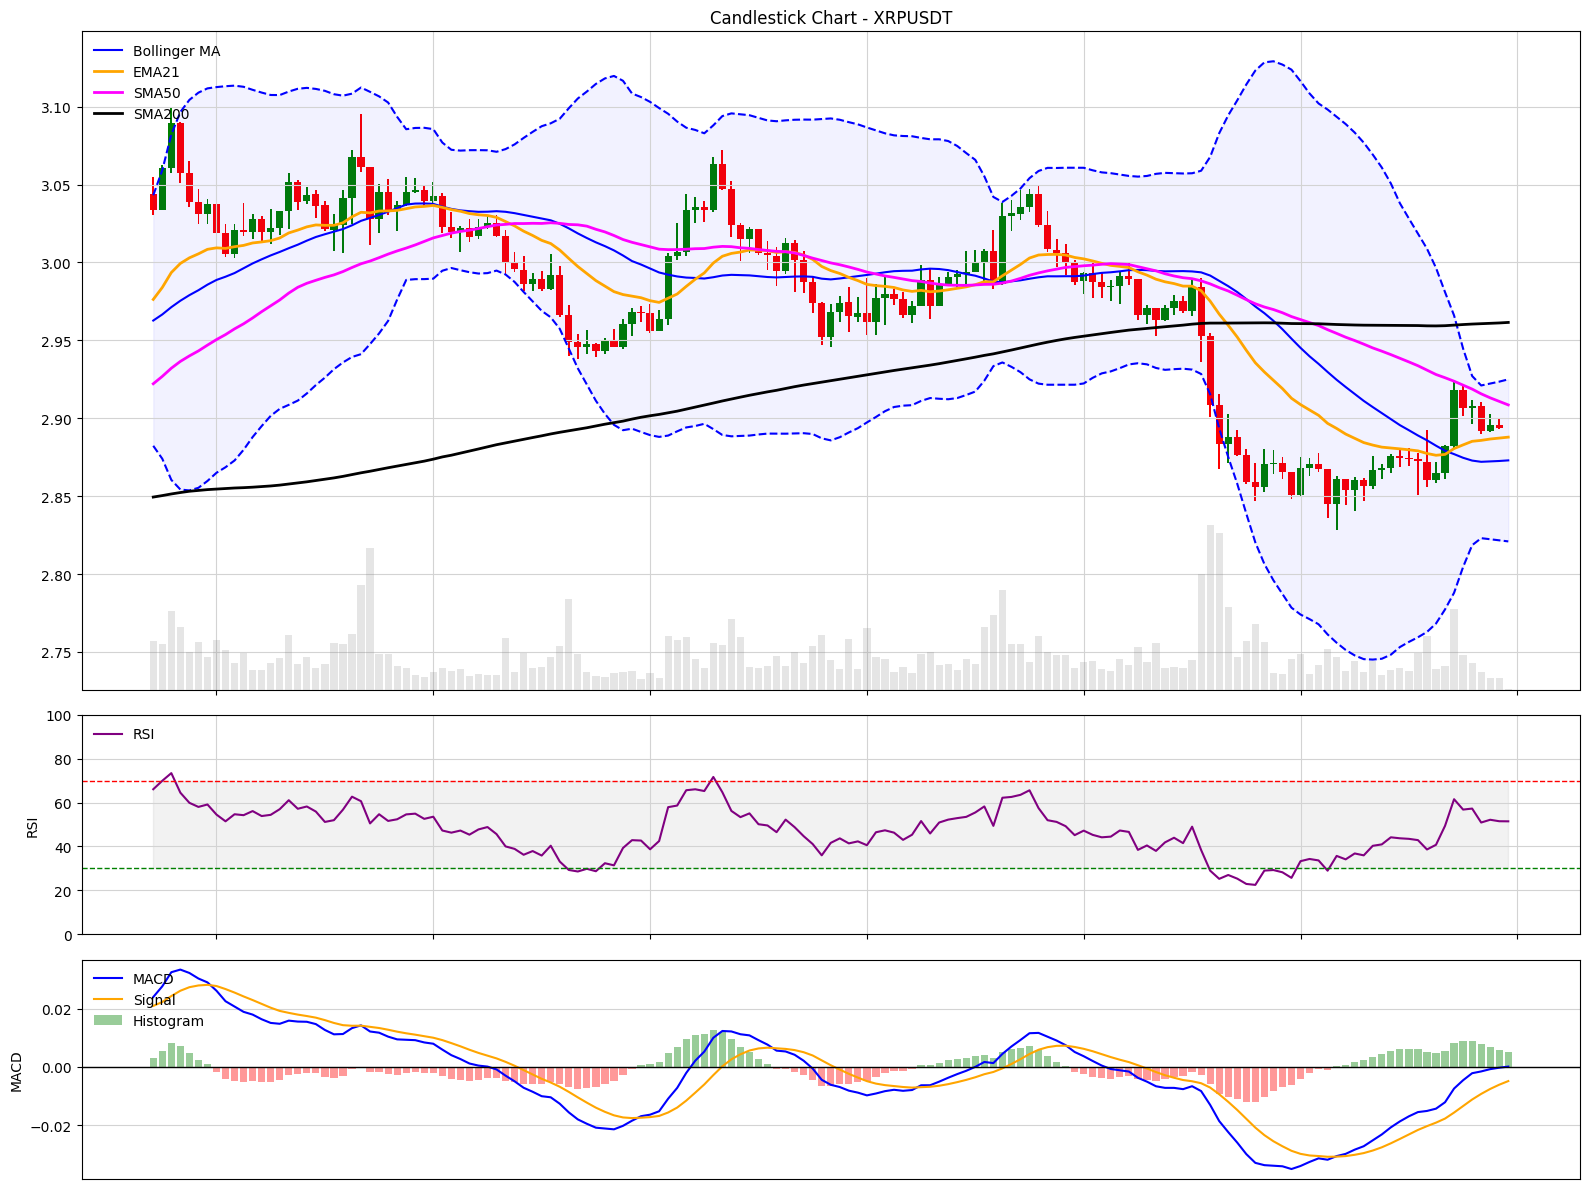 Candlestick Chart - XRPUSDT
Bollinger MA
EMA21
SMA50
SMA200
3.10
3.05
3.00
2.95
2.90
2.85
2.80
2.75
RSI
100
80
60
40
20
0
RSI
MACD
Signal
Histogram
0.02
0.00
−0.02
MACD